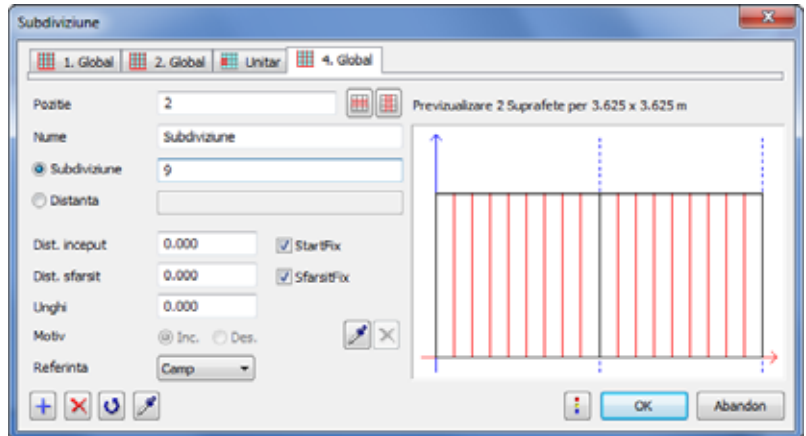 Subdiviziune
1. Global 2. Global Unitar 4. Global
Pozitie 2
Previzualizare 2 Suprafete per 3.625 x 3.625 m
Nume Subdiviziune
Subdiviziune 9
Distanta
Dist. inceput 0.000 StartFix
Dist. sfarsit 0.000 SfarsitFix
Unghi 0.000
Motiv Inc. Des.
Referinta Camp
OK Abandon